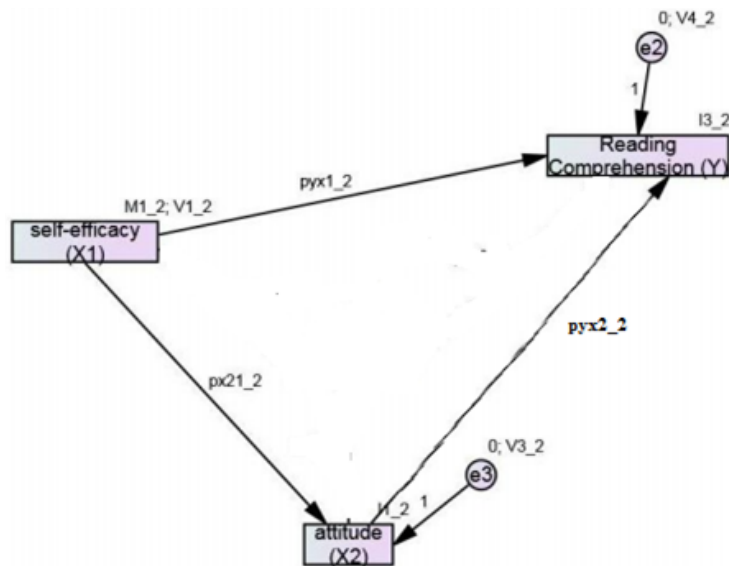 0; V4_2
e2
1
I3_2
Reading
Comprehension (Y)
pyx1_2
M1_2; V1_2
self-efficacy
(X1)
pyx2_2
px21_2
0; V3_2
e3
1
attitude
(X2)